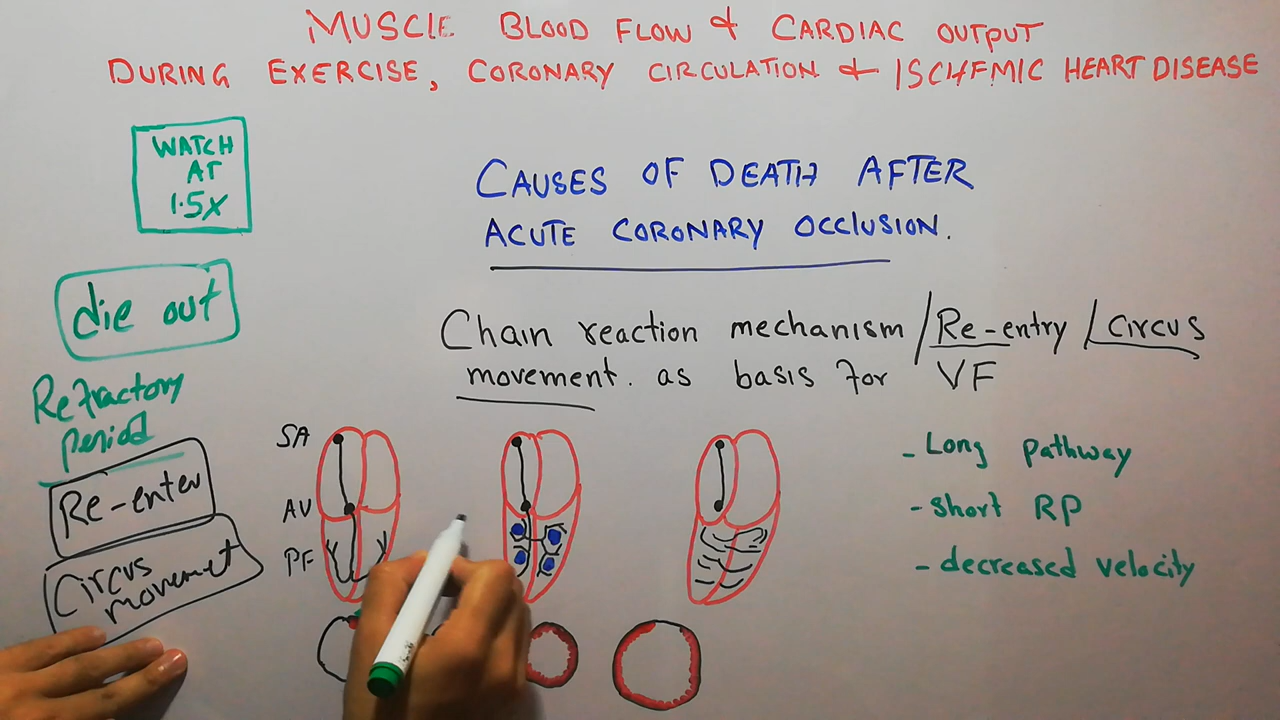 MUSCLE BLOOD FLOW & CARDIAC OUTPUT
DURING EXERCISE, CORONARY CIRCULATION & ISCHEMIC HEART DISEASE
WATCH
AT
1.5X
CAUSES OF DEATH AFTER
ACUTE CORONARY OCCLUSION.
die out
Chain reaction mechanism / Re-entry / Circus
movement. as basis for VF
Refractory
period
Re-enter
Circus
movement
SA
AV
PF
- Long pathway
- short RP
- decreased velocity